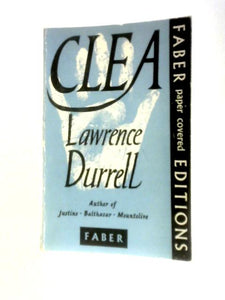 CLEA
Lawrence
Durrell
Author of
Justine · Balthazar · Mountolive
FABER
FABER paper covered EDITIONS